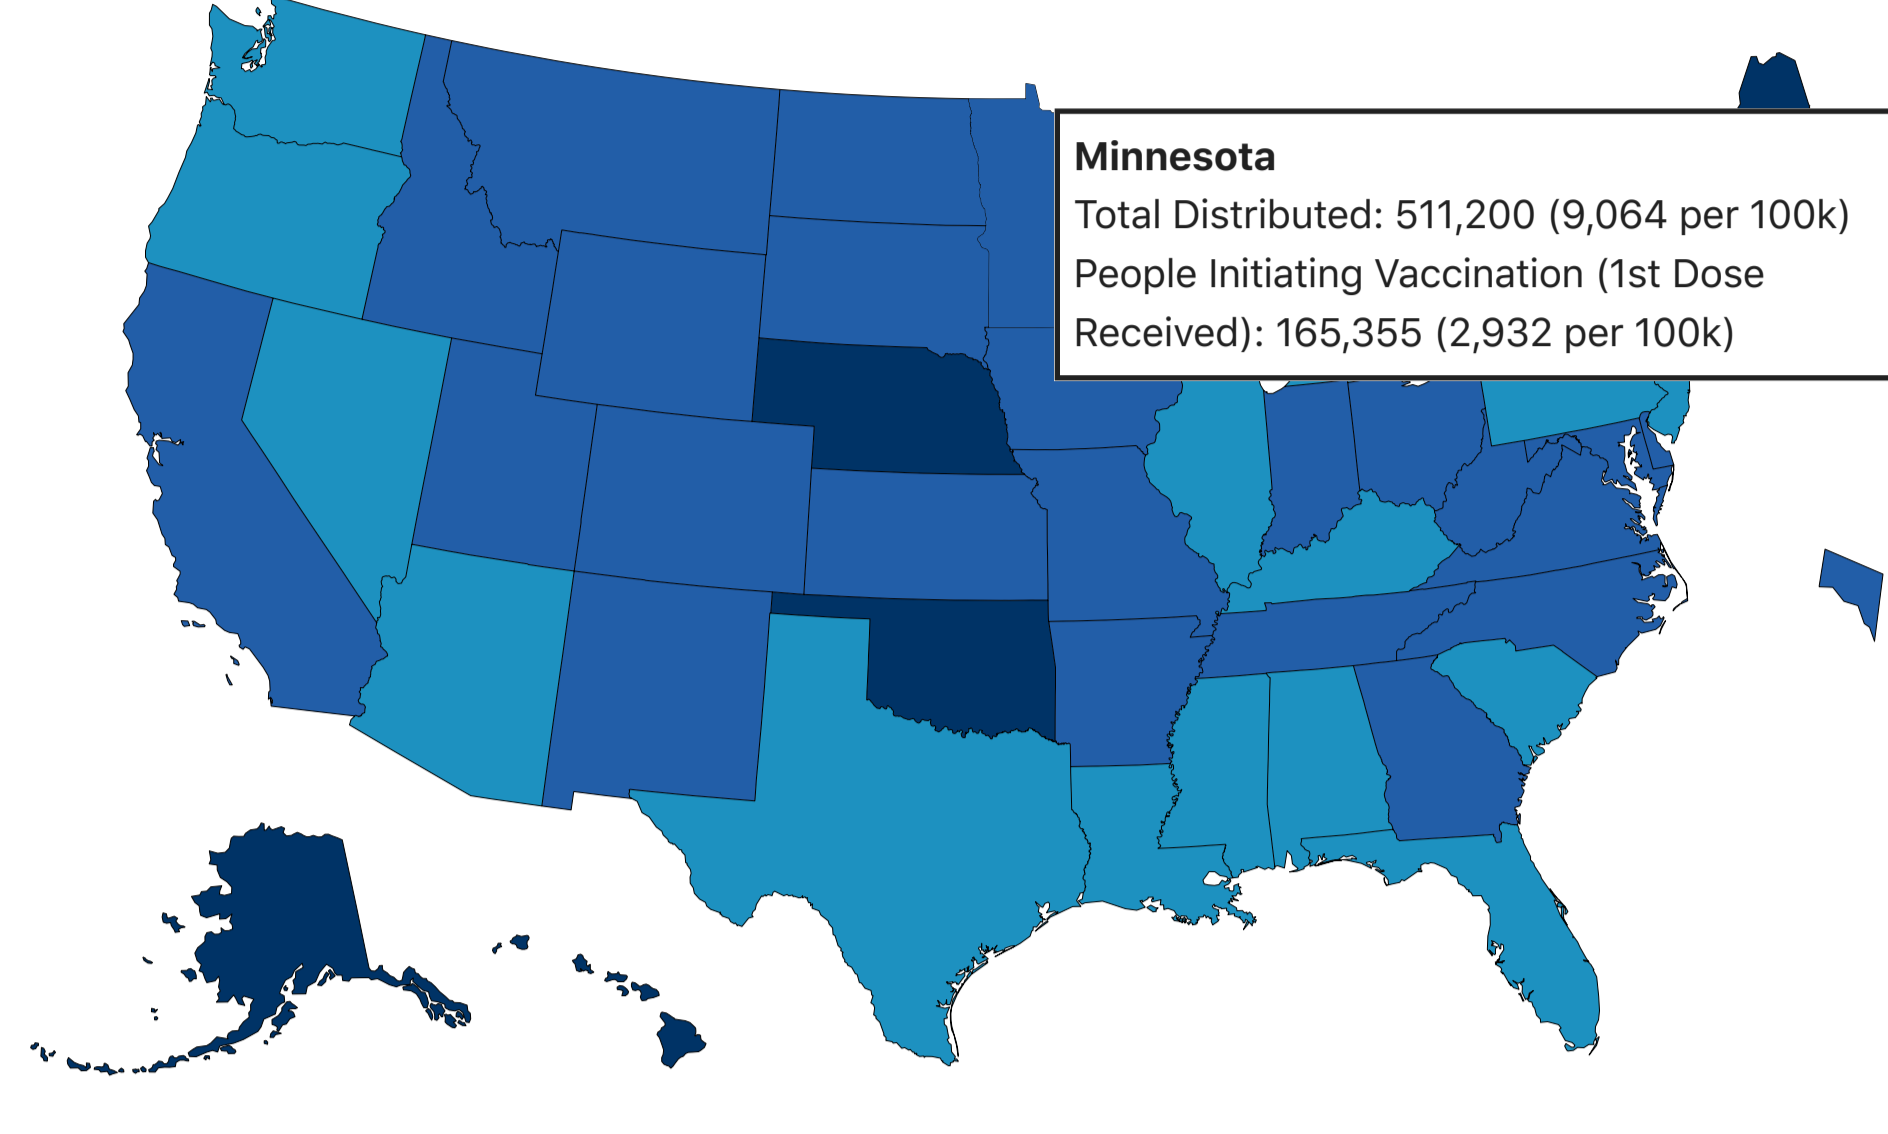 Minnesota
Total Distributed: 511,200 (9,064 per 100k)
People Initiating Vaccination (1st Dose
Received): 165,355 (2,932 per 100k)